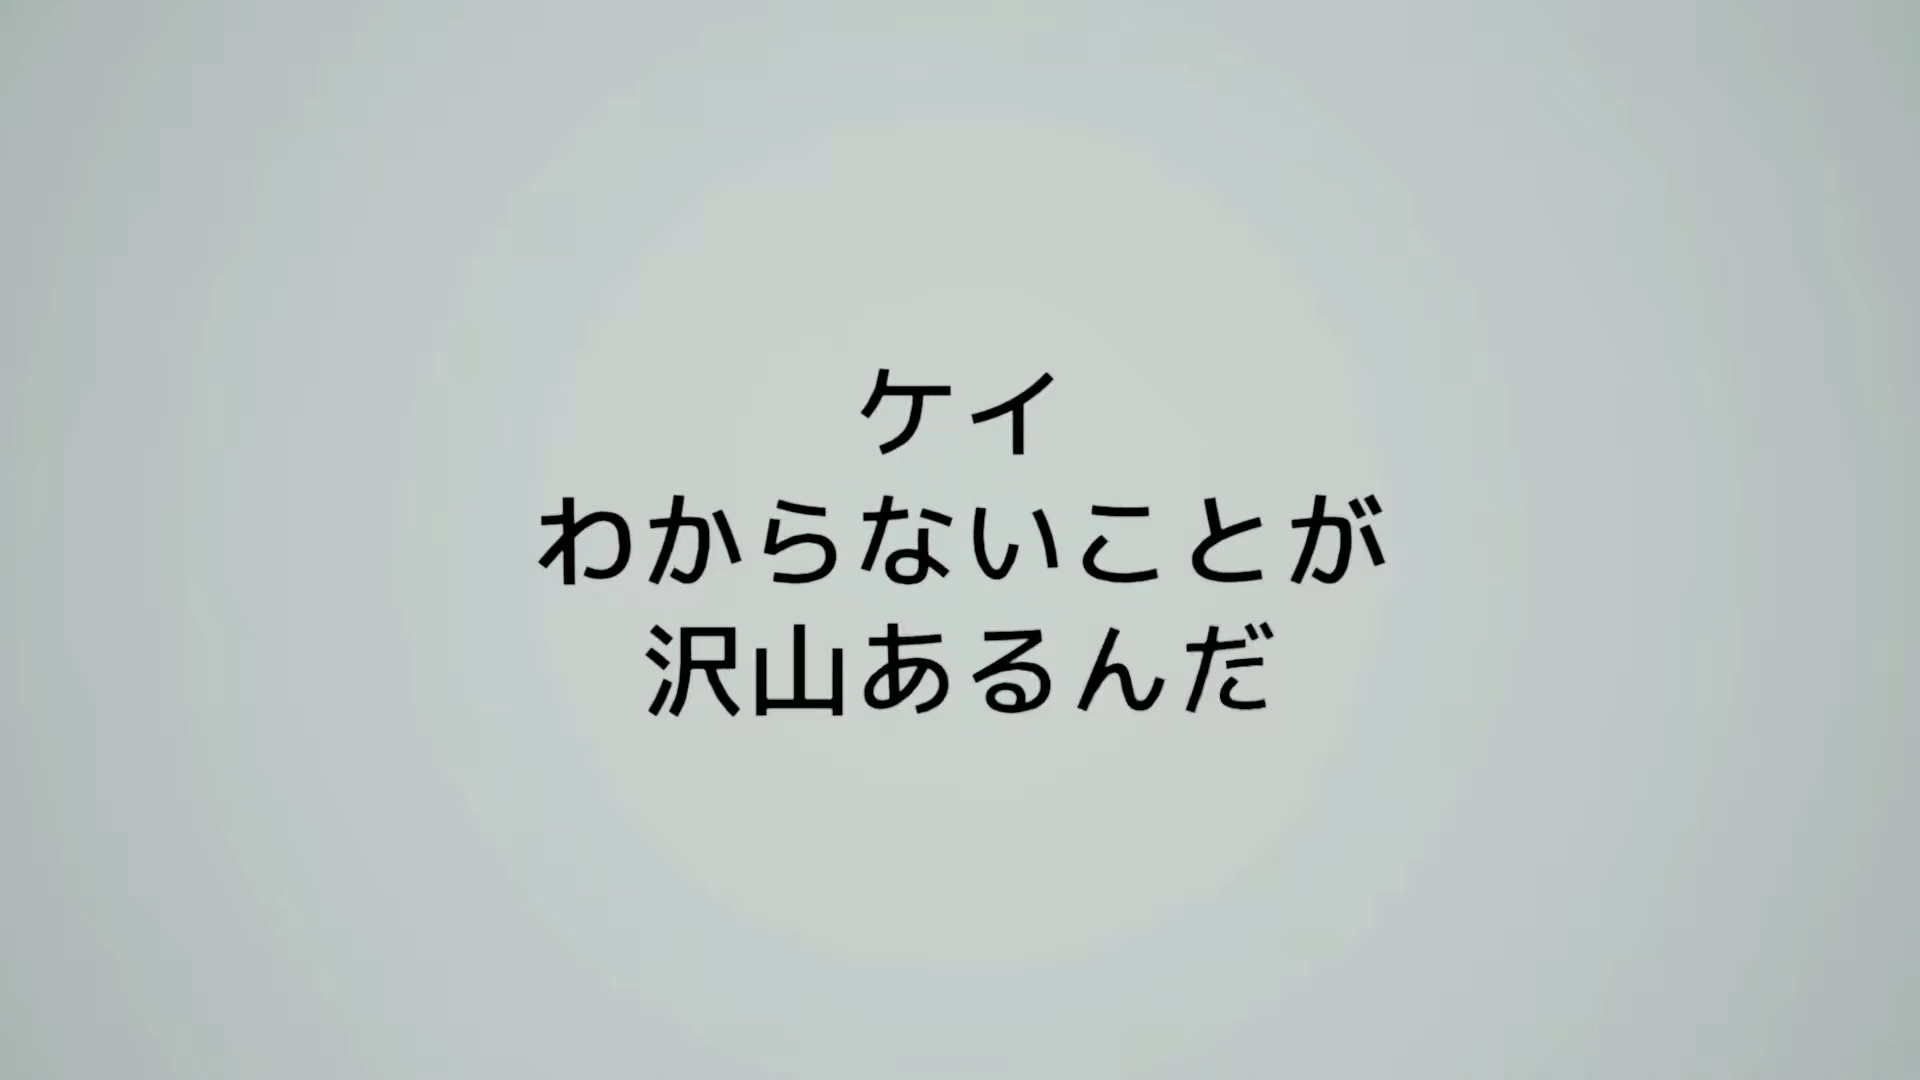 ケイ
わからないことが
沢山あるんだ